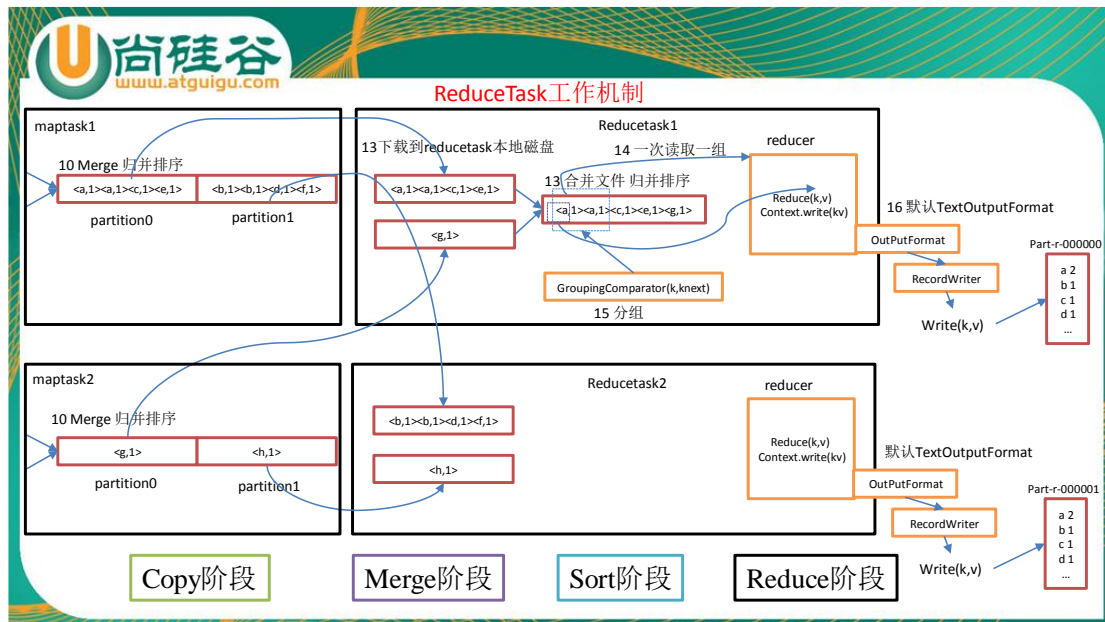 尚硅谷
www.atguigu.com
ReduceTask工作机制
maptask1
10 Merge 归并排序
<a,1><a,1><c,1><e,1>
<b,1><b,1><d,1><f,1>
partition0
partition1
Reducetask1
13下载到reducetask本地磁盘
14 一次读取一组
reducer
<a,1><a,1><c,1><e,1>
13 合并文件 归并排序
<a,1><a,1><c,1><e,1><g,1>
<g,1>
Reduce(k,v)
Context.write(kv)
GroupingComparator(k,knext)
15 分组
16 默认TextOutputFormat
OutPutFormat
RecordWriter
Write(k,v)
Part-r-000000
a 2
b 1
c 1
d 1
...
maptask2
10 Merge 归并排序
<g,1>
<h,1>
partition0
partition1
Reducetask2
reducer
<b,1><b,1><d,1><f,1>
<h,1>
Reduce(k,v)
Context.write(kv)
默认TextOutputFormat
OutPutFormat
RecordWriter
Write(k,v)
Part-r-000001
a 2
b 1
c 1
d 1
...
Copy阶段
Merge阶段
Sort阶段
Reduce阶段